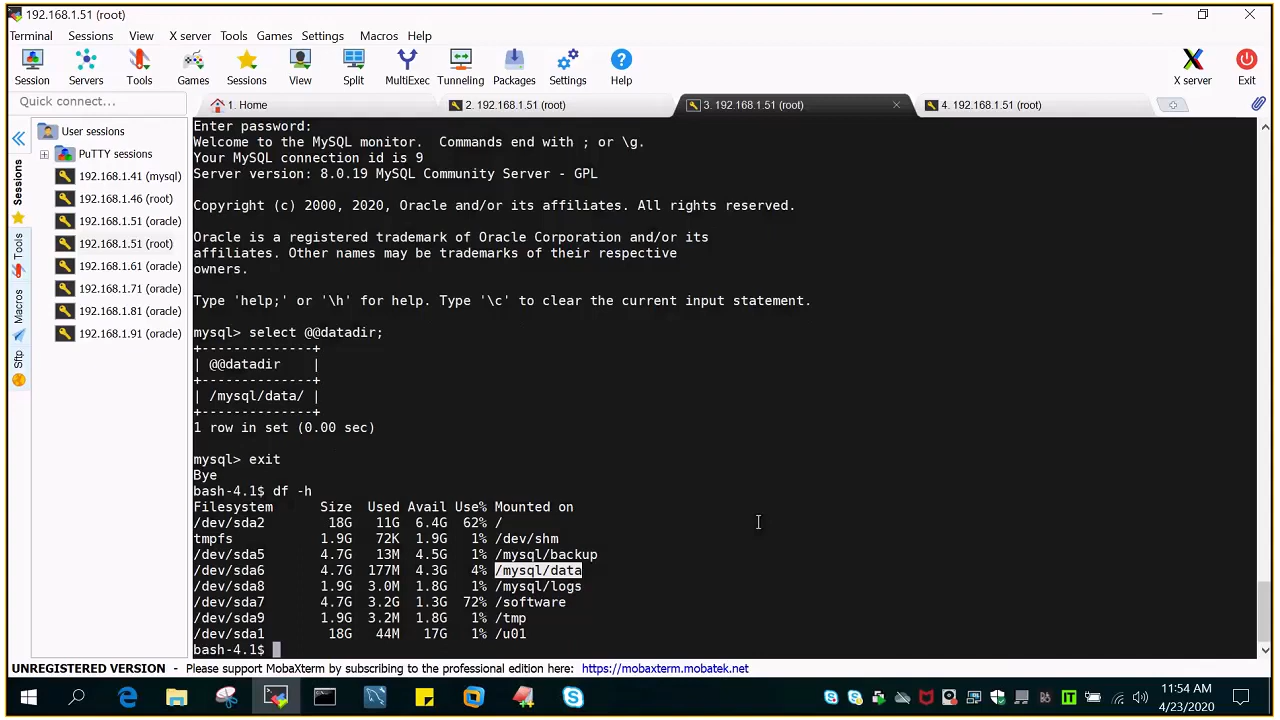 192.168.1.51 (root)
Terminal Sessions View X server Tools Games Settings Macros Help
Session Servers Tools Games Sessions View Split MultiExec Tunneling Packages Settings Help X server Exit
Quick connect...
1. Home
2. 192.168.1.51 (root)
3. 192.168.1.51 (root)
4. 192.168.1.51 (root)
Sessions
Tools
Macros
Sftp
User sessions
PuTTY sessions
192.168.1.41 (mysql)
192.168.1.46 (root)
192.168.1.51 (oracle)
192.168.1.51 (root)
192.168.1.61 (oracle)
192.168.1.71 (oracle)
192.168.1.81 (oracle)
192.168.1.91 (oracle)
Enter password:
Welcome to the MySQL monitor.  Commands end with ; or \g.
Your MySQL connection id is 9
Server version: 8.0.19 MySQL Community Server - GPL
Copyright (c) 2000, 2020, Oracle and/or its affiliates. All rights reserved.
Oracle is a registered trademark of Oracle Corporation and/or its
affiliates. Other names may be trademarks of their respective
owners.
Type 'help;' or '\h' for help. Type '\c' to clear the current input statement.
mysql> select @@datadir;
+--------------+
| @@datadir    |
+--------------+
| /mysql/data/ |
+--------------+
1 row in set (0.00 sec)
mysql> exit
Bye
bash-4.1$ df -h
Filesystem      Size  Used Avail Use% Mounted on
/dev/sda2        18G   11G  6.4G  62% /
tmpfs           1.9G   72K  1.9G   1% /dev/shm
/dev/sda5       4.7G   13M  4.5G   1% /mysql/backup
/dev/sda6       4.7G  177M  4.3G   4% /mysql/data
/dev/sda8       1.9G  3.0M  1.8G   1% /mysql/logs
/dev/sda7       4.7G  3.2G  1.3G  72% /software
/dev/sda9       1.9G  3.2M  1.8G   1% /tmp
/dev/sda1        18G   44M   17G   1% /u01
bash-4.1$
UNREGISTERED VERSION - Please support MobaXterm by subscribing to the professional edition here: https://mobaxterm.mobatek.net
IT
11:54 AM
4/23/2020